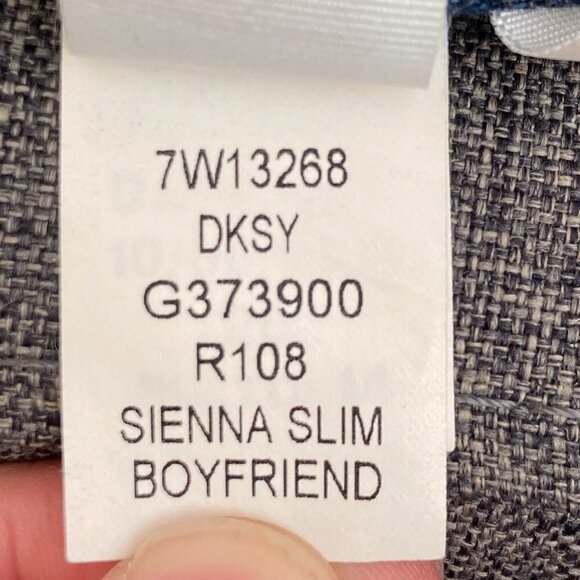 7W13268
DKSY
G373900
R108
SIENNA SLIM
BOYFRIEND